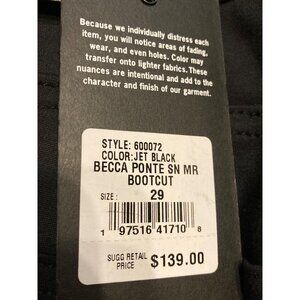 Because we individually distress each
item, you will notice areas of fading,
wear, and even holes. Color may
transfer onto lighter fabrics. These
nuances are intentional and add to the
character and finish of our garment.
STYLE: 600072
COLOR:JET BLACK
BECCA PONTE SN MR
BOOTCUT
SIZE: 29
1 97516 41710 8
SUGG RETAIL
PRICE $139.00